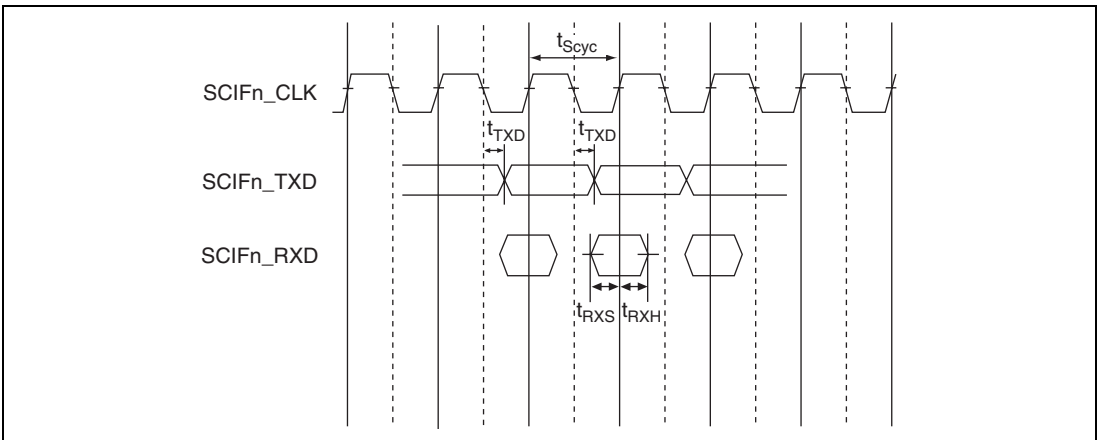 tScyc
SCIFn_CLK
tTXD tTXD
SCIFn_TXD
SCIFn_RXD
tRXS tRXH